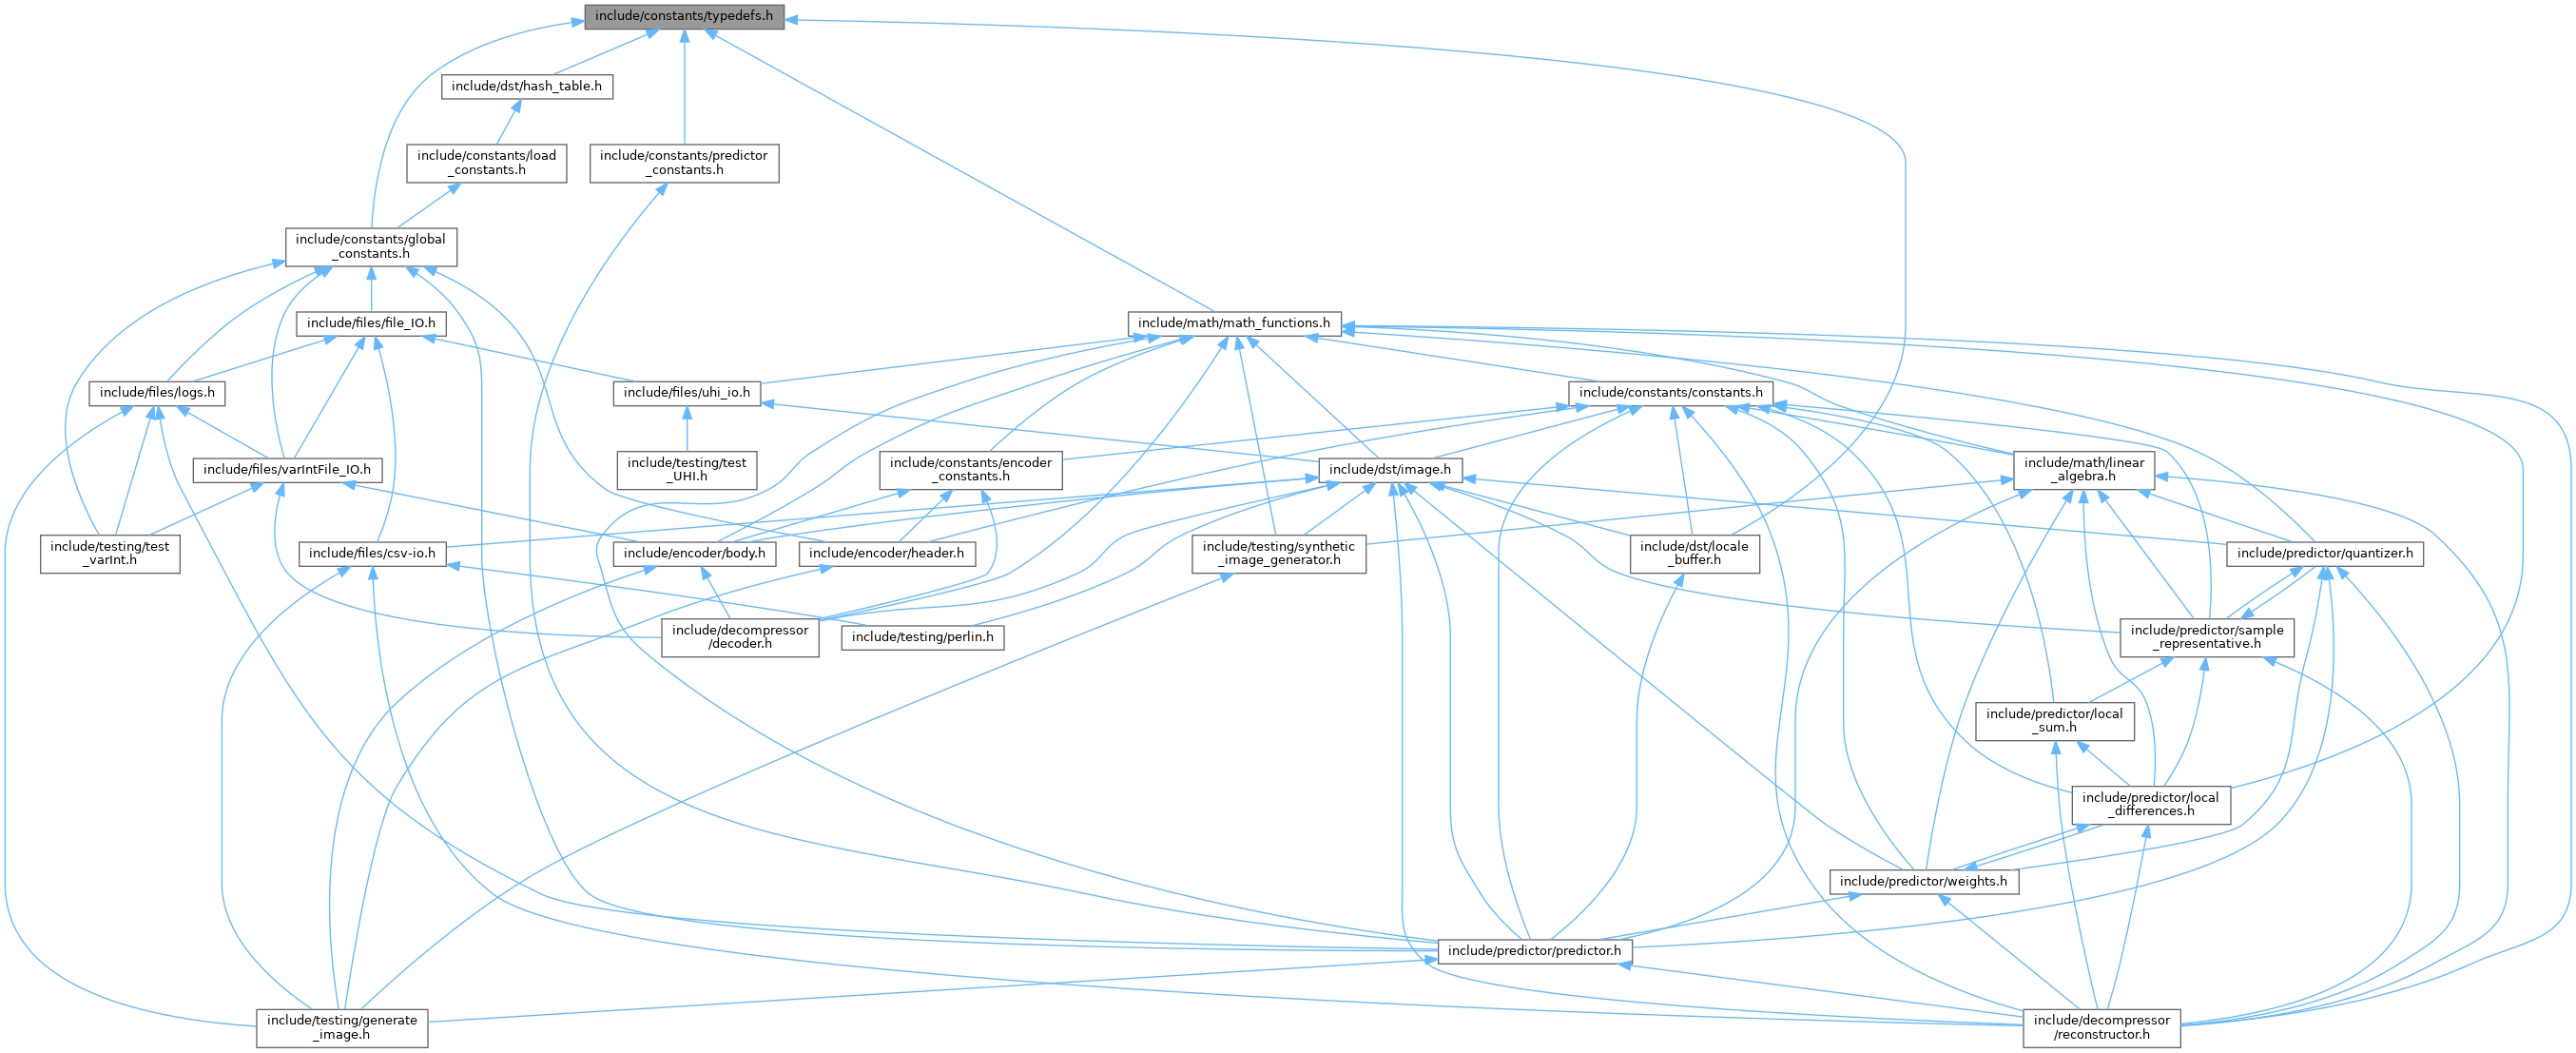 include/constants/typedefs.h
include/dst/hash_table.h
include/constants/load
_constants.h
include/constants/predictor
_constants.h
include/constants/global
_constants.h
include/files/file_IO.h
include/math/math_functions.h
include/files/logs.h
include/files/uhi_io.h
include/constants/constants.h
include/files/varIntFile_IO.h
include/testing/test
_UHI.h
include/constants/encoder
_constants.h
include/dst/image.h
include/math/linear
_algebra.h
include/testing/test
_varInt.h
include/files/csv-io.h
include/encoder/body.h
include/encoder/header.h
include/testing/synthetic
_image_generator.h
include/dst/locale
_buffer.h
include/predictor/quantizer.h
include/decompressor
/decoder.h
include/testing/perlin.h
include/predictor/sample
_representative.h
include/predictor/local
_sum.h
include/predictor/local
_differences.h
include/predictor/weights.h
include/predictor/predictor.h
include/testing/generate
_image.h
include/decompressor
/reconstructor.h